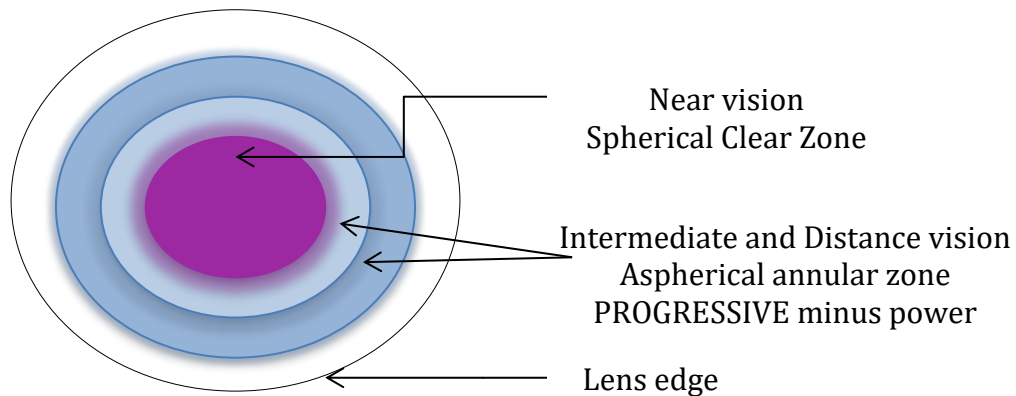 Near vision
Spherical Clear Zone
Intermediate and Distance vision
Aspherical annular zone
PROGRESSIVE minus power
Lens edge